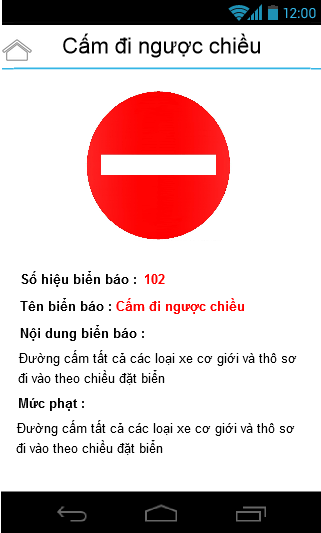 12:00
Cấm đi ngược chiều
Số hiệu biển báo : 102
Tên biển báo : Cấm đi ngược chiều
Nội dung biển báo :
Đường cấm tất cả các loại xe cơ giới và thô sơ
đi vào theo chiều đặt biển
Mức phạt :
Đường cấm tất cả các loại xe cơ giới và thô sơ
đi vào theo chiều đặt biển